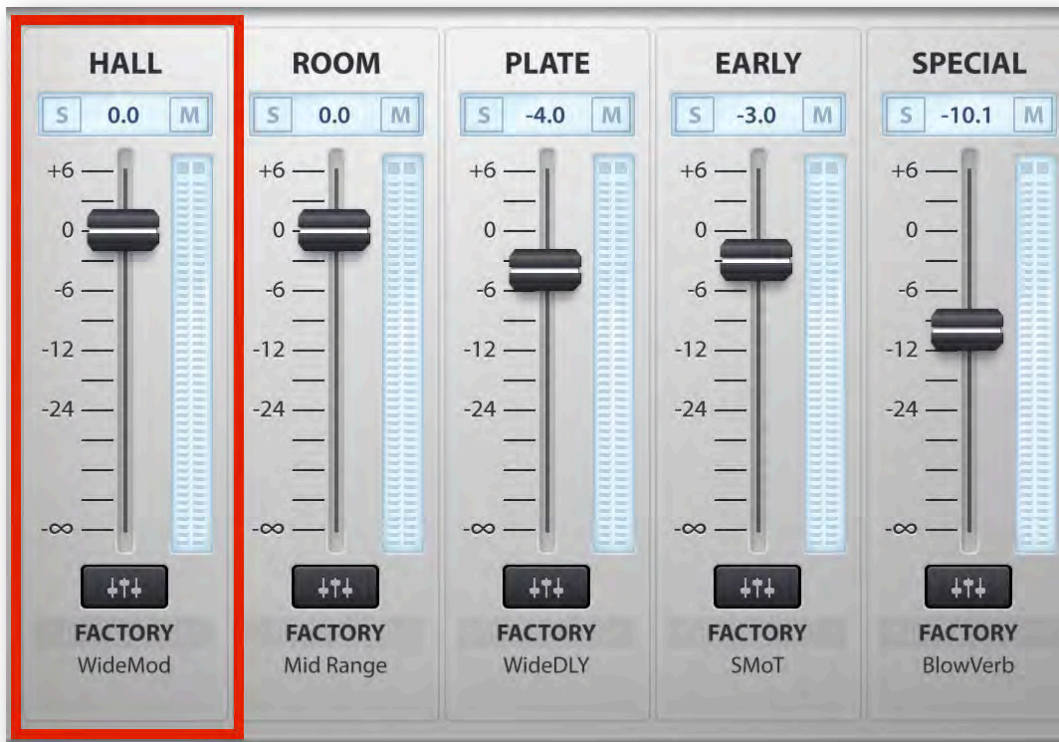 HALL
S 0.0 M
+6
0
-6
-12
-24
-∞
FACTORY
WideMod
ROOM
S 0.0 M
+6
0
-6
-12
-24
-∞
FACTORY
Mid Range
PLATE
S -4.0 M
+6
0
-6
-12
-24
-∞
FACTORY
WideDLY
EARLY
S -3.0 M
+6
0
-6
-12
-24
-∞
FACTORY
SMoT
SPECIAL
S -10.1 M
+6
0
-6
-12
-24
-∞
FACTORY
BlowVerb